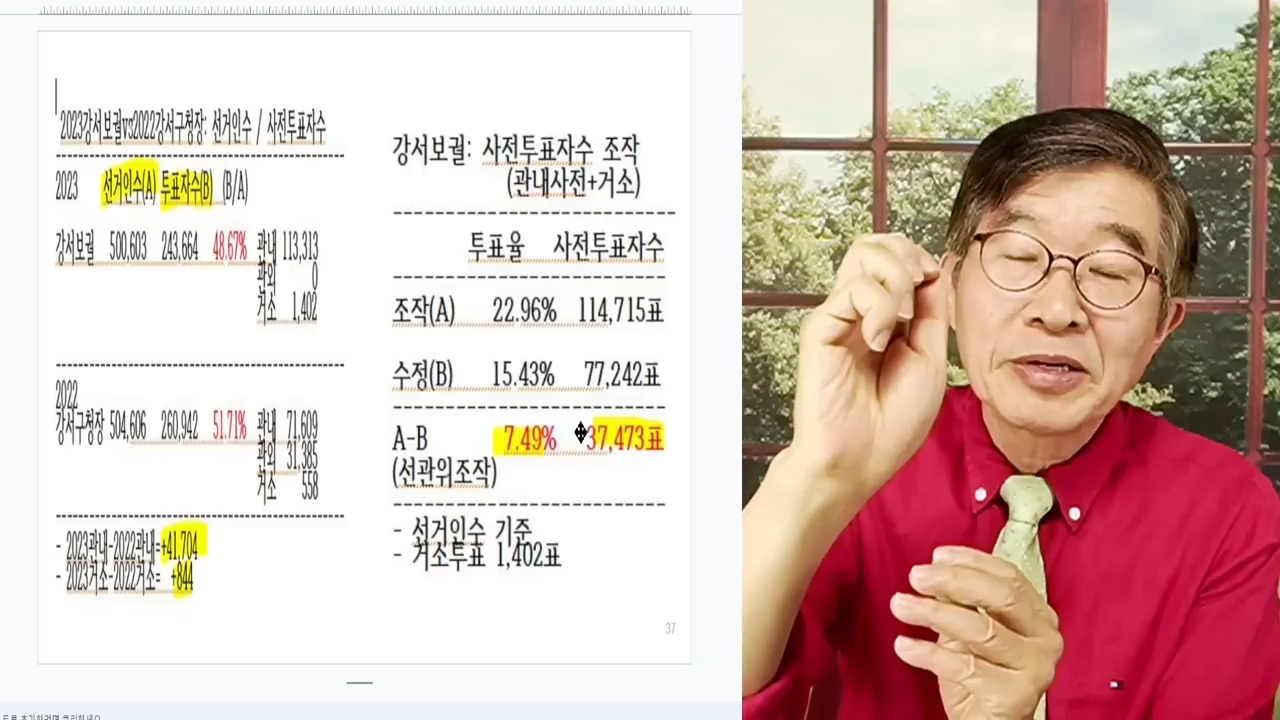 2023강서보궐vs2022강서구청장: 선거인수 / 사전투표자수
2023 선거인수(A) 투표자수(B) (B/A)
강서보궐 500,603 243,664 48.67% 관내 113,313
관외 0
거소 1,402
2022
강서구청장 504,606 260,942 51.71% 관내 71,609
관외 31,385
거소 558
- 2023관내-2022관내=+41,704
- 2023거소-2022거소= +844
강서보궐: 사전투표자수 조작
(관내사전+거소)
투표율 사전투표자수
조작(A) 22.96% 114,715표
수정(B) 15.43% 77,242표
A-B 7.49% 37,473표
(선관위조작)
- 선거인수 기준
- 거소투표 1,402표
37